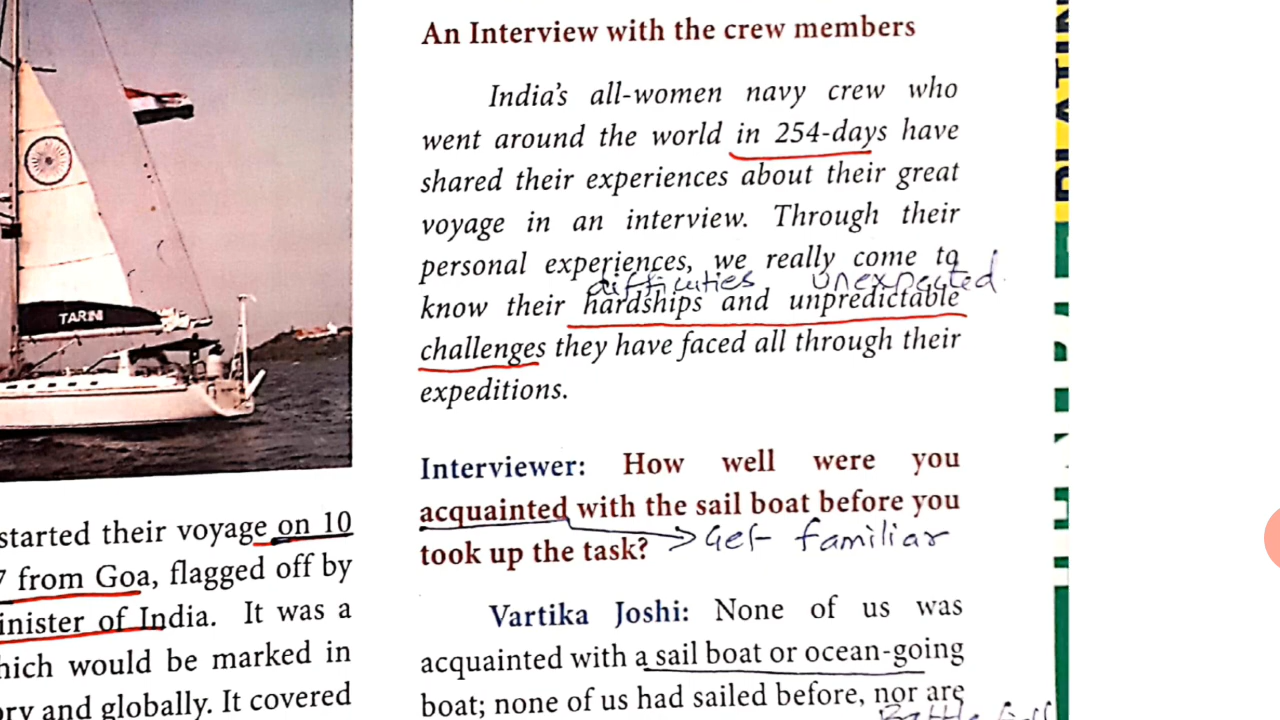 TARINI
started their voyage on 10
7 from Goa, flagged off by
inister of India. It was a
hich would be marked in
ory and globally. It covered
An Interview with the crew members
India's all-women navy crew who
went around the world in 254-days have
shared their experiences about their great
voyage in an interview. Through their
personal experiences, we really come to
difficuties unexpected
know their hardships and unpredictable
challenges they have faced all through their
expeditions.
Interviewer: How well were you
acquainted with the sail boat before you
took up the task? Get familiar
Vartika Joshi: None of us was
acquainted with a sail boat or ocean-going
boat; none of us had sailed before, nor are